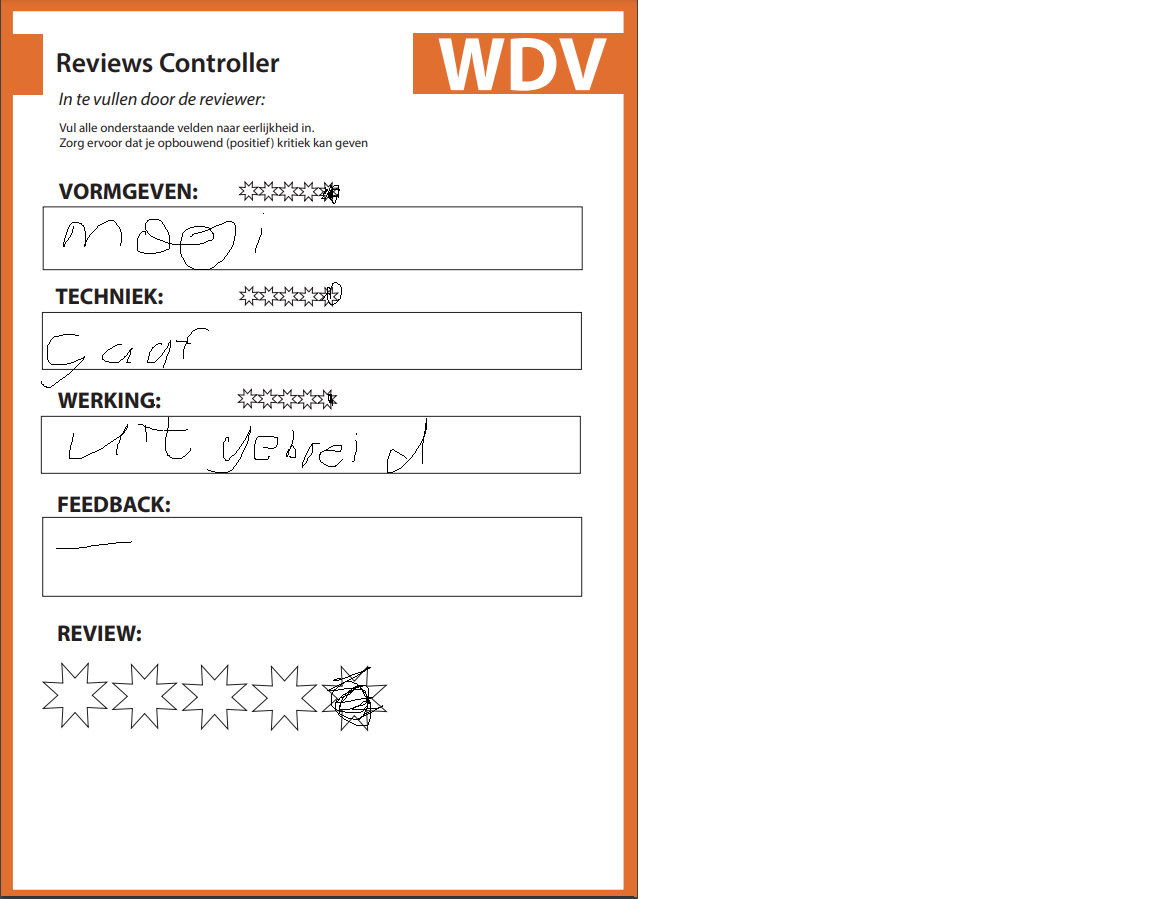 Reviews Controller
WDV
In te vullen door de reviewer:
Vul alle onderstaande velden naar eerlijkheid in.
Zorg ervoor dat je opbouwend (positief) kritiek kan geven
VORMGEVEN:
mooi
TECHNIEK:
Gaaf
WERKING:
Uitgebreid
FEEDBACK:
—
REVIEW: